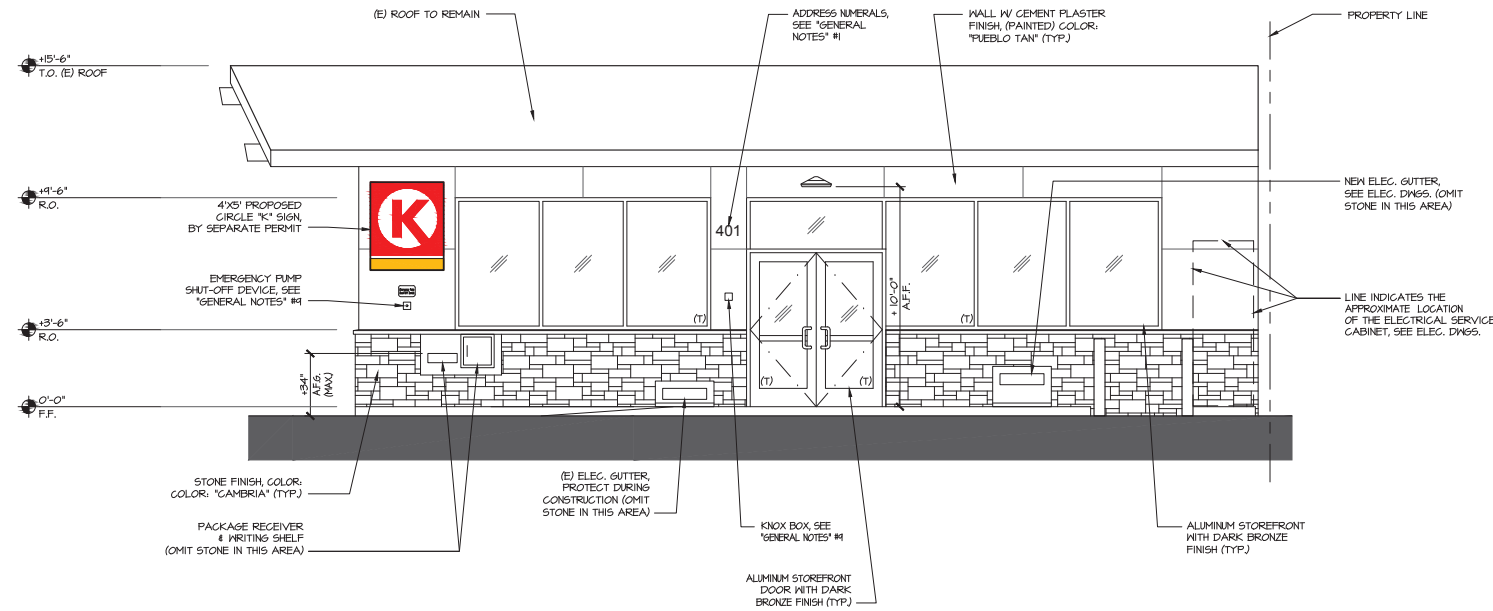 (E) ROOF TO REMAIN
ADDRESS NUMERALS,
SEE "GENERAL
NOTES" #1
WALL W/ CEMENT PLASTER
FINISH, (PAINTED) COLOR:
"PUEBLO TAN" (TYP.)
PROPERTY LINE
+15'-6"
T.O. (E) ROOF
+9'-6"
R.O.
4'X5' PROPOSED
CIRCLE "K" SIGN,
BY SEPARATE PERMIT
K
401
NEW ELEC. GUTTER,
SEE ELEC. DWGS. (OMIT
STONE IN THIS AREA)
EMERGENCY PUMP
SHUT-OFF DEVICE, SEE
"GENERAL NOTES" #9
+ 10'-0"
A.F.F.
LINE INDICATES THE
APPROXIMATE LOCATION
OF THE ELECTRICAL SERVICE
CABINET, SEE ELEC. DWGS.
+3'-6"
R.O.
(T)
(T)
+34"
A.F.G.
(MAX.)
(T)
(T)
0'-0"
F.F.
STONE FINISH, COLOR:
COLOR: "CAMBRIA" (TYP.)
PACKAGE RECEIVER
& WRITING SHELF
(OMIT STONE IN THIS AREA)
(E) ELEC. GUTTER,
PROTECT DURING
CONSTRUCTION (OMIT
STONE IN THIS AREA)
KNOX BOX, SEE
"GENERAL NOTES" #9
ALUMINUM STOREFRONT
DOOR WITH DARK
BRONZE FINISH (TYP.)
ALUMINUM STOREFRONT
WITH DARK BRONZE
FINISH (TYP.)